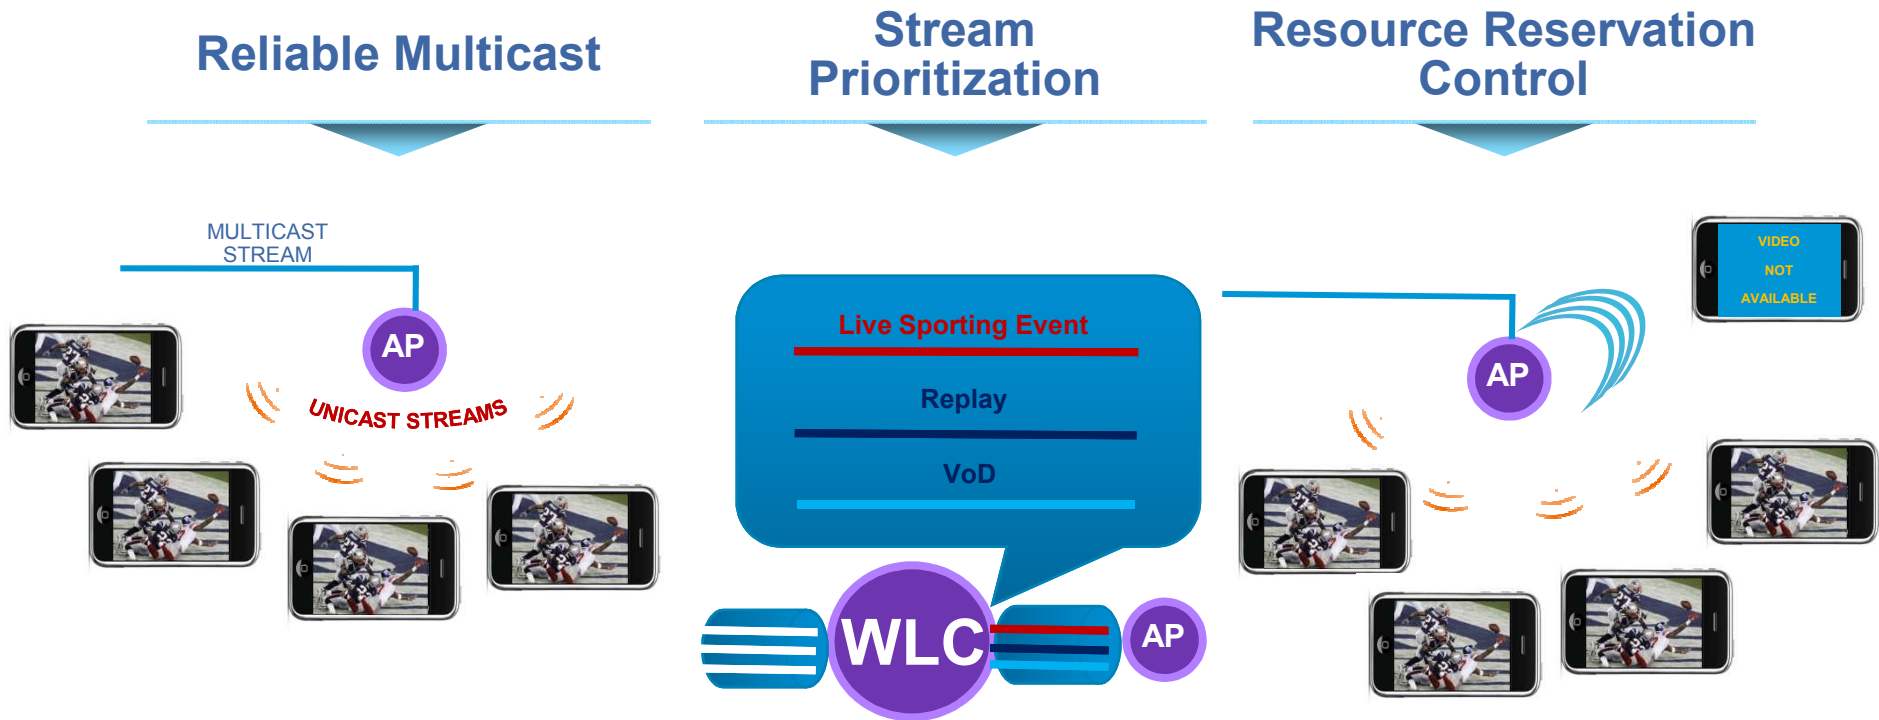 Reliable Multicast
Stream
Prioritization
Resource Reservation
Control
MULTICAST
STREAM
AP
UNICAST STREAMS
Live Sporting Event
Replay
VoD
WLC
AP
AP
VIDEO
NOT
AVAILABLE